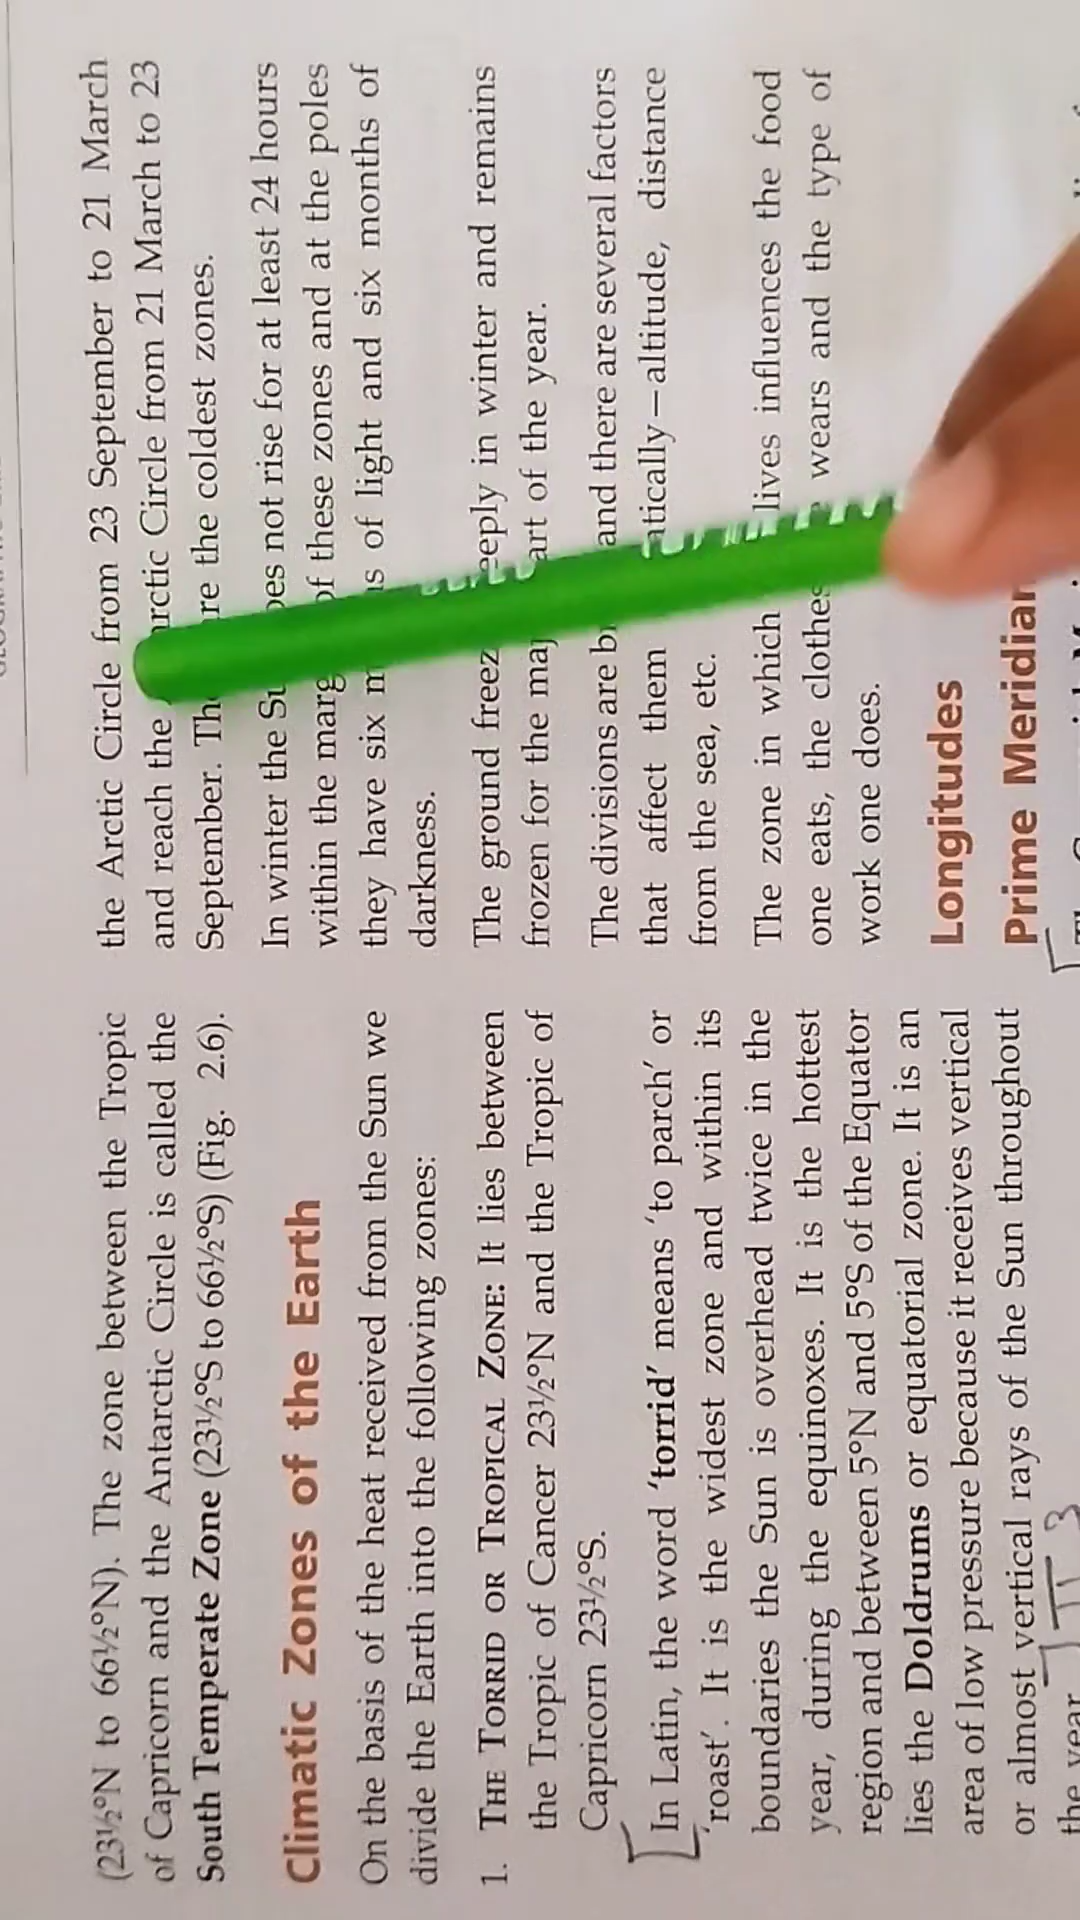 (23½°N to 66½°N). The zone between the Tropic
of Capricorn and the Antarctic Circle is called the
South Temperate Zone (23½°S to 66½°S) (Fig. 2.6).
Climatic Zones of the Earth
On the basis of the heat received from the Sun we
divide the Earth into the following zones:
1. THE TORRID OR TROPICAL ZONE: It lies between
the Tropic of Cancer 23½°N and the Tropic of
Capricorn 23½°S.
In Latin, the word ‘torrid’ means ‘to parch’ or
‘roast’. It is the widest zone and within its
boundaries the Sun is overhead twice in the
year, during the equinoxes. It is the hottest
region and between 5°N and 5°S of the Equator
lies the Doldrums or equatorial zone. It is an
area of low pressure because it receives vertical
or almost vertical rays of the Sun throughout
the year
the Arctic Circle from 23 September to 21 March
and reach the Circle from 21 March to 23
September. the coldest zones.
In winter the not rise for at least 24 hours
within the of these zones and at the poles
they have six of light and six months of
darkness.
The ground in winter and remains
frozen for the of the year.
The divisions are and there are several factors
that affect them altitude, distance
from the sea, etc.
The zone in which lives influences the food
one eats, the clothes wears and the type of
work one does.
Longitudes
Prime Meridian